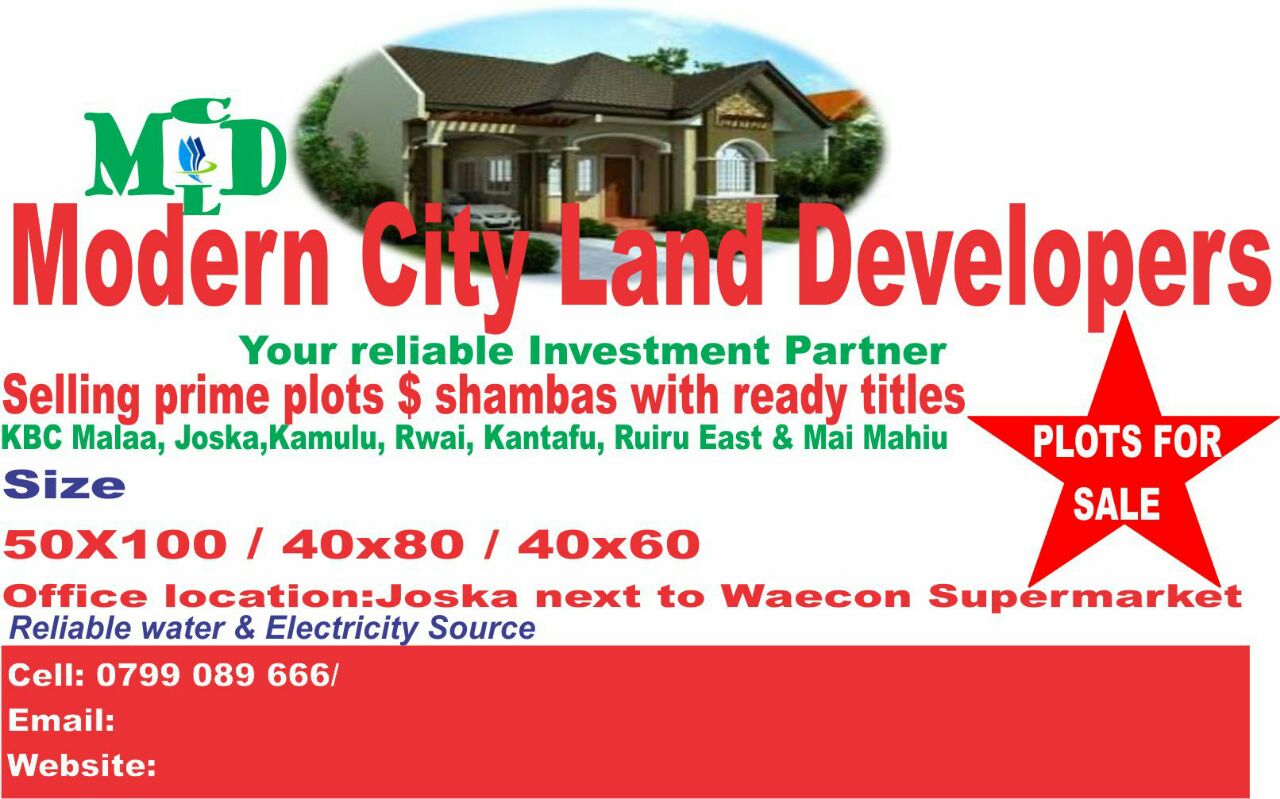 MCLD
Modern City Land Developers
Your reliable Investment Partner
Selling prime plots $ shambas with ready titles
KBC Malaa, Joska,Kamulu, Rwai, Kantafu, Ruiru East & Mai Mahiu
PLOTS FOR
SALE
Size
50X100 / 40x80 / 40x60
Office location:Joska next to Waecon Supermarket
Reliable water & Electricity Source
Cell: 0799 089 666/
Email:
Website: